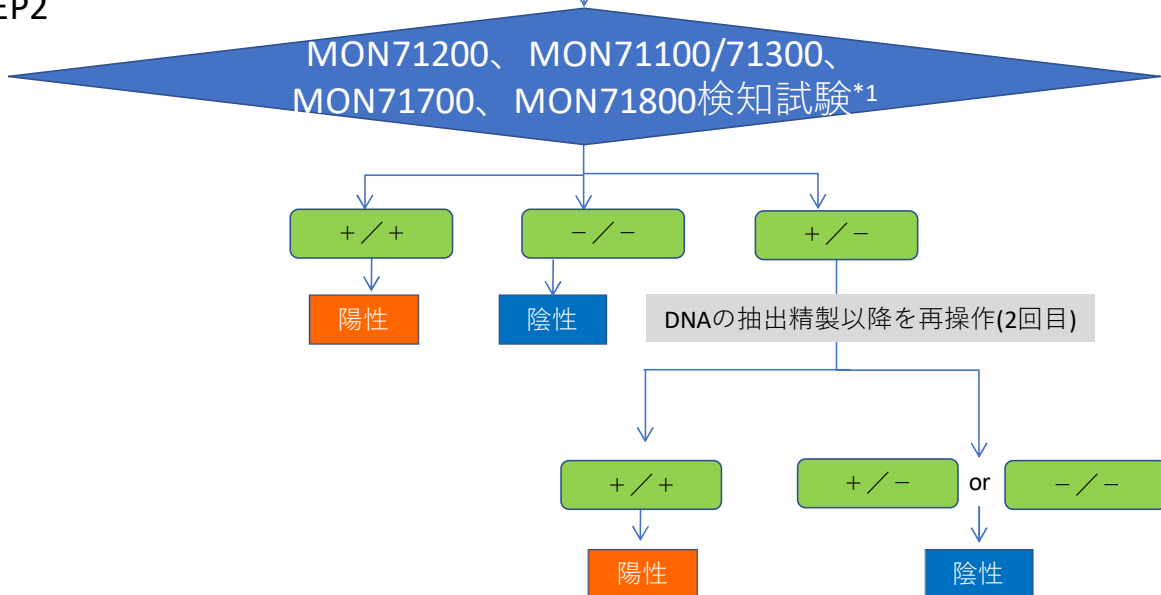 EP2
MON71200、MON71100/71300、
MON71700、MON71800検知試験*1
+／+
−／−
+／−
陽性
陰性
DNAの抽出精製以降を再操作(2回目)
+／+
+／−
or
−／−
陽性
陰性